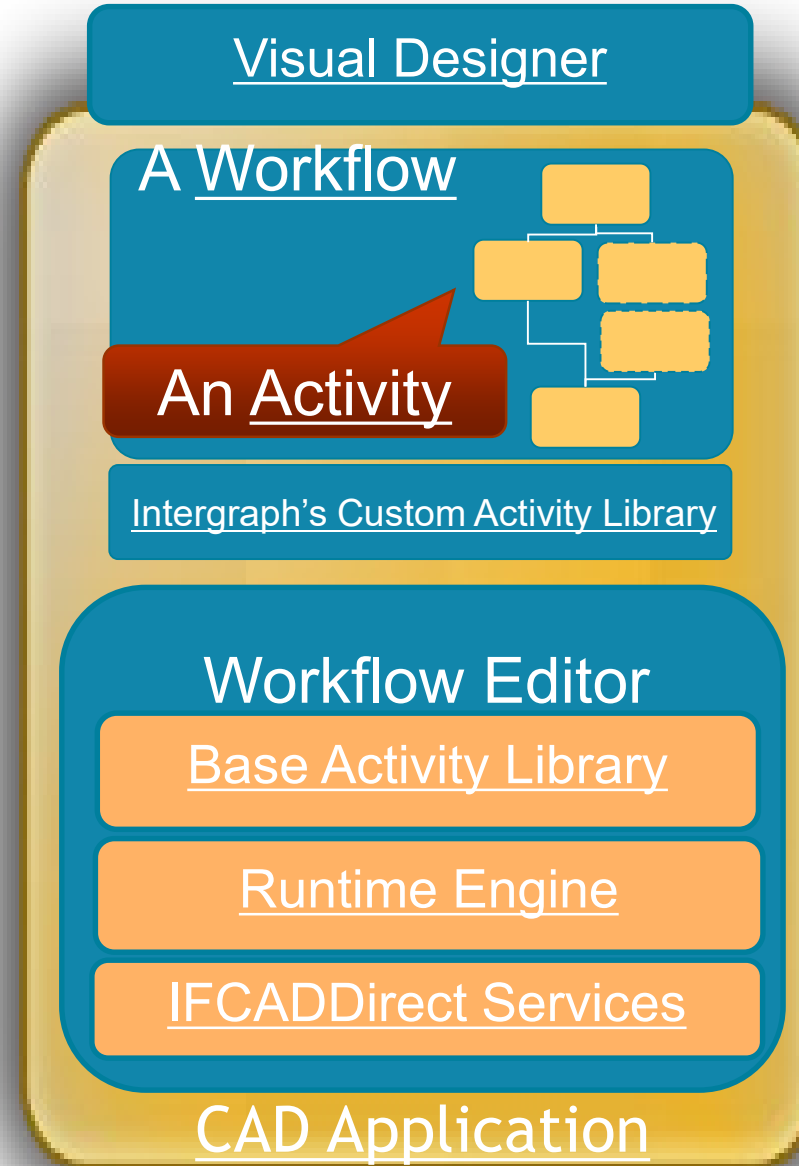 Visual Designer
A Workflow
An Activity
Intergraph’s Custom Activity Library
Workflow Editor
Base Activity Library
Runtime Engine
IFCADDirect Services
CAD Application